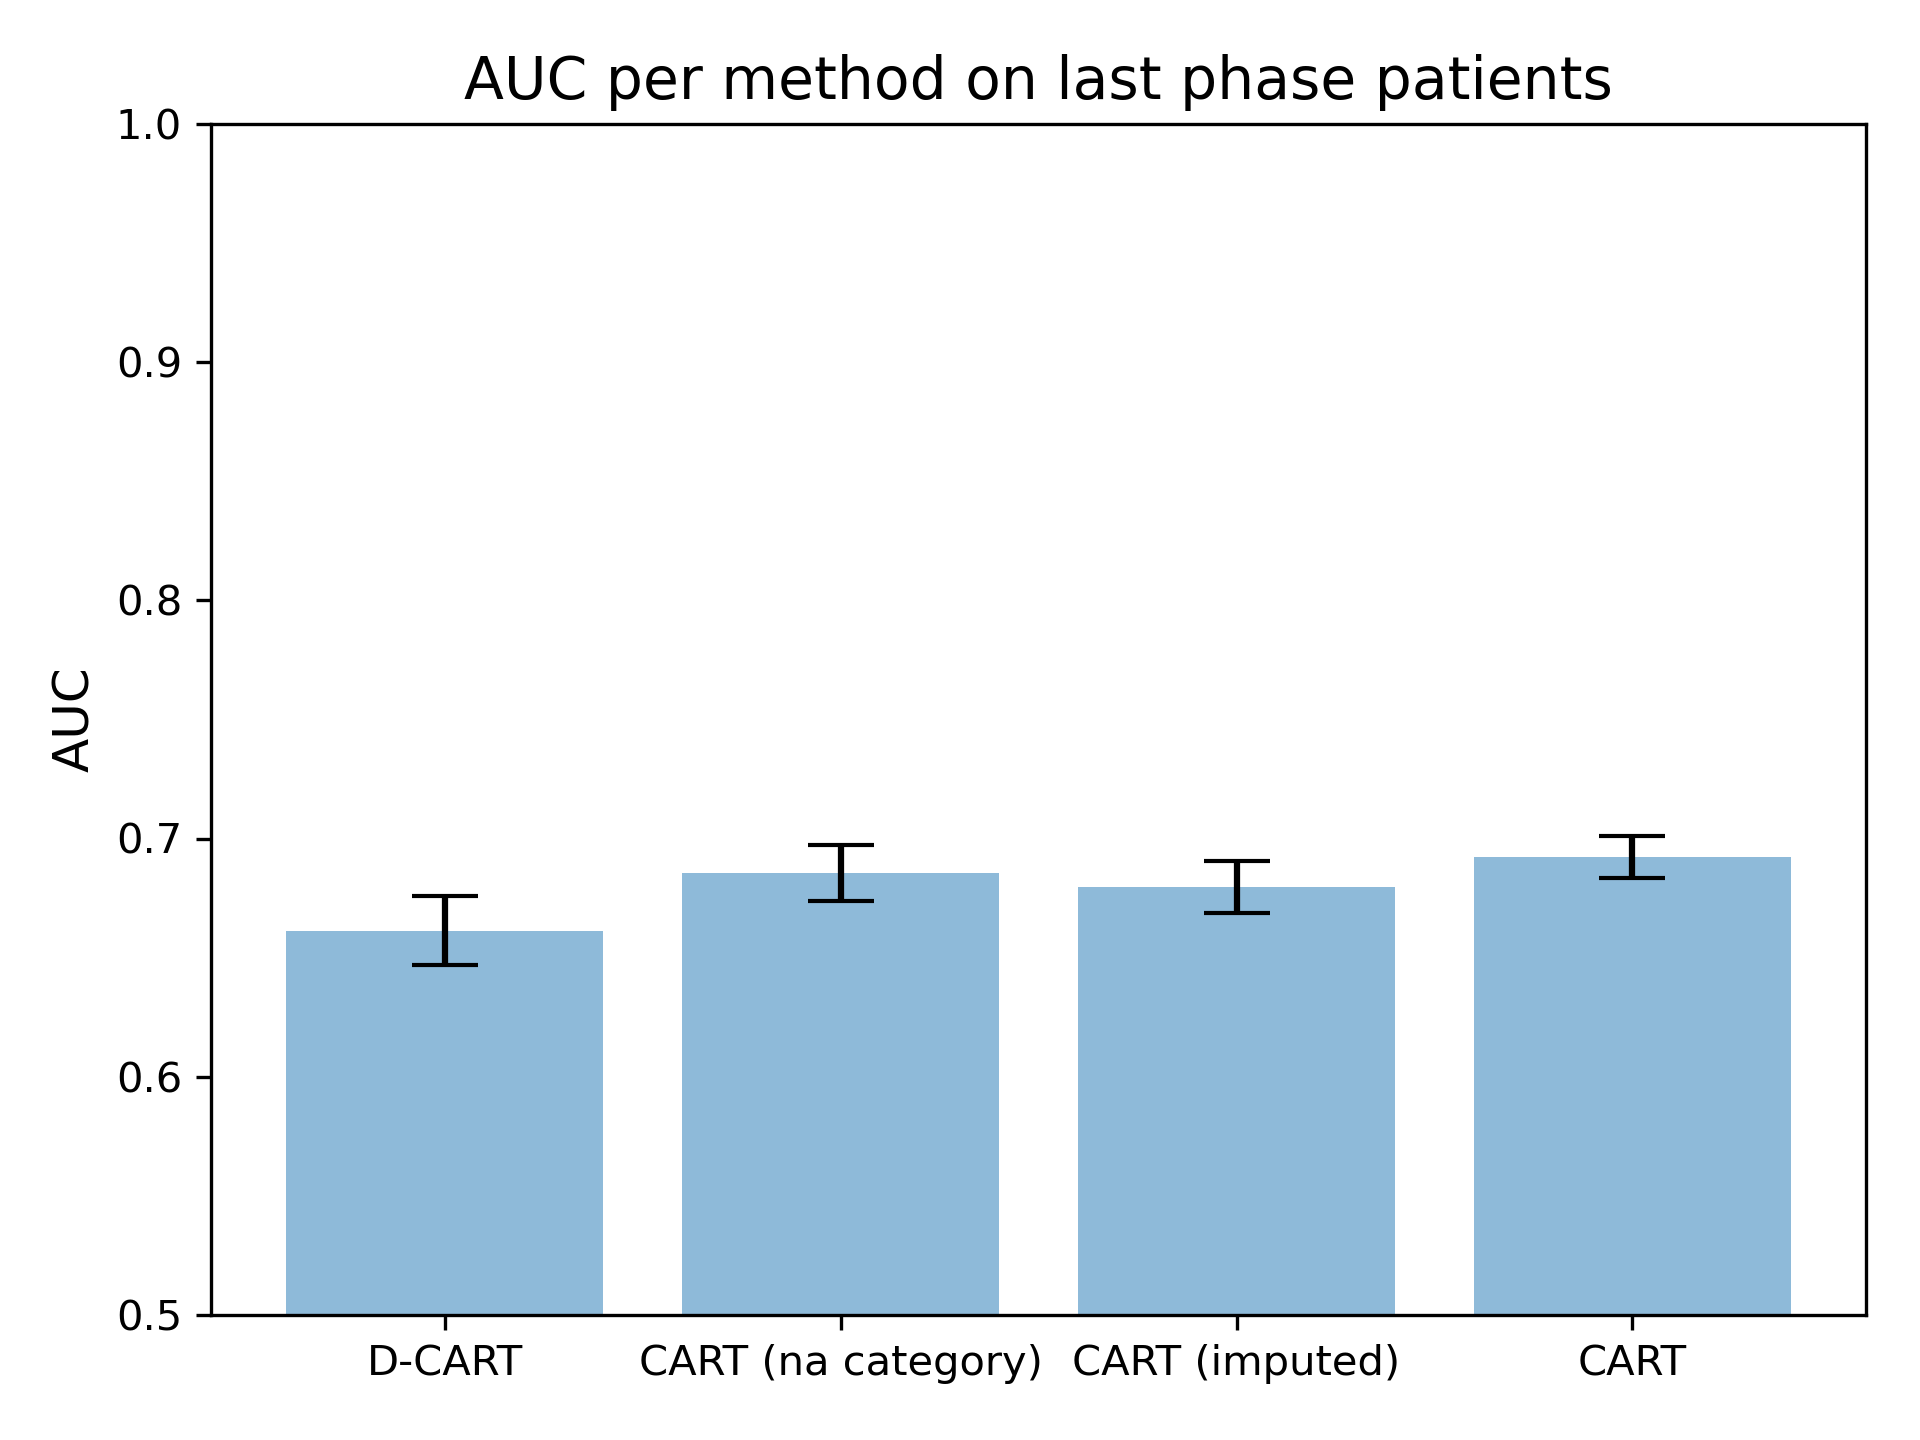 AUC per method on last phase patients
1.0
0.9
0.8
0.7
0.6
0.5
AUC
D-CART
CART (na category)
CART (imputed)
CART